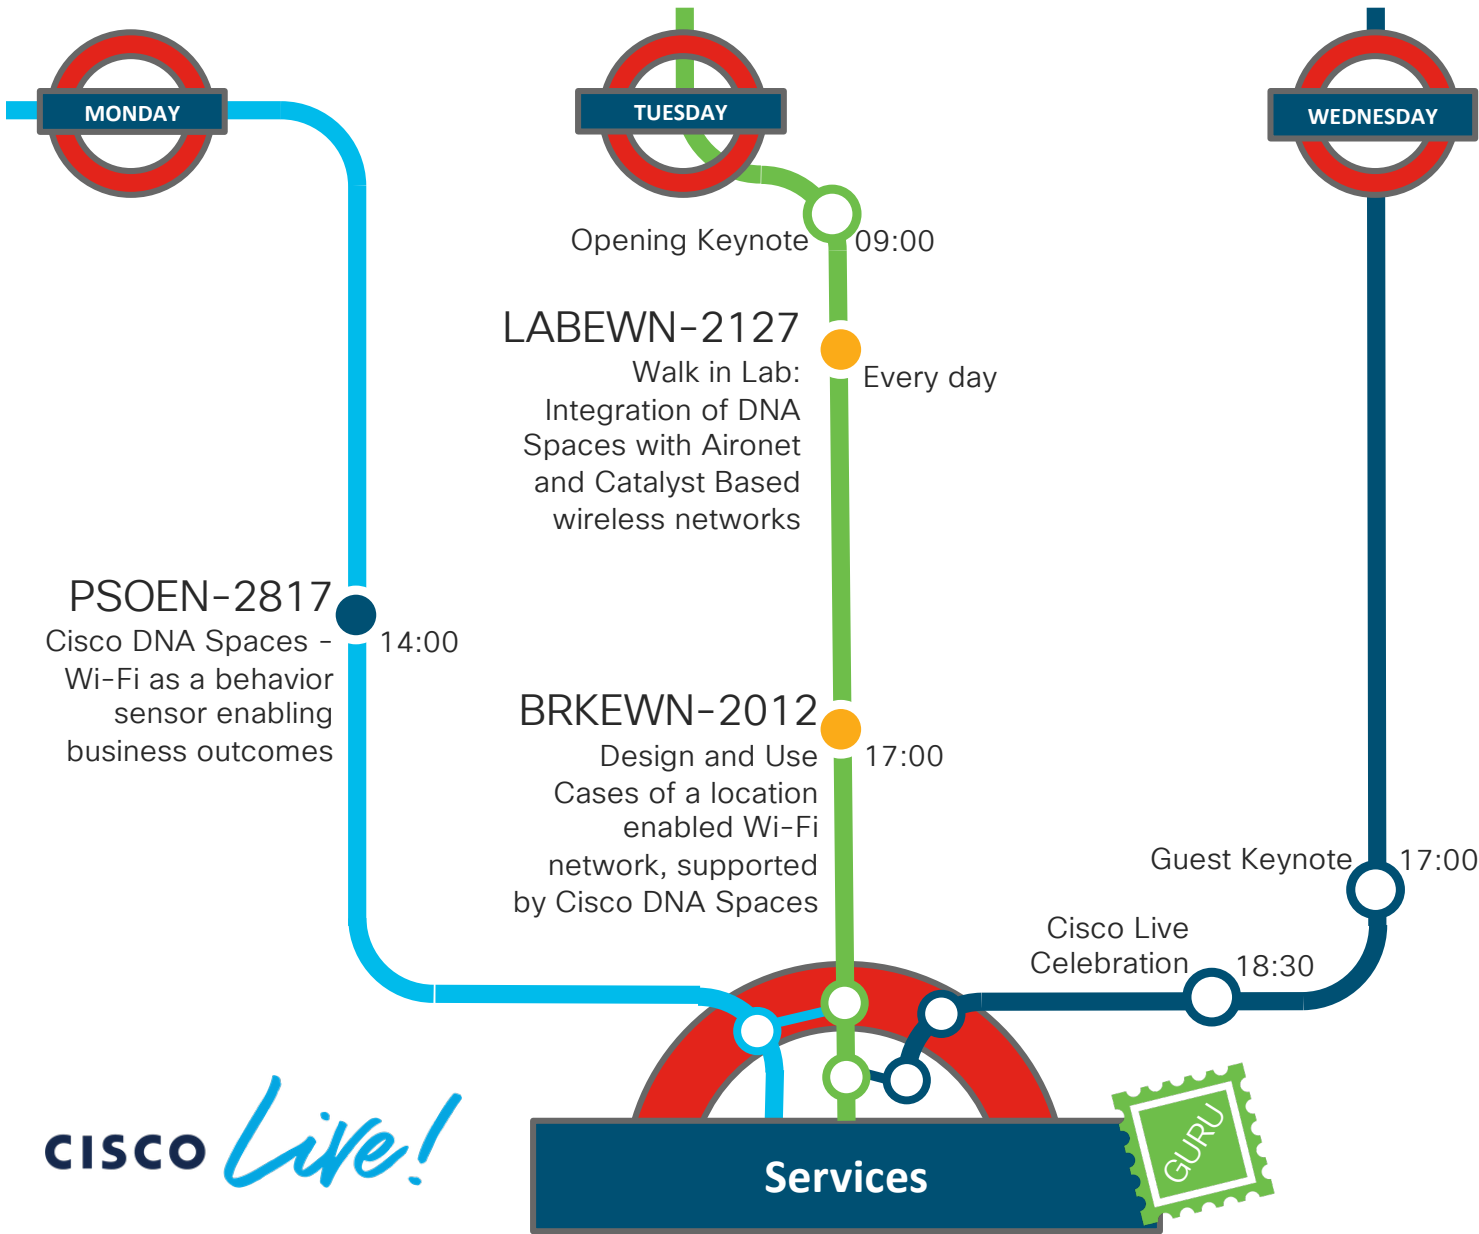 MONDAY
TUESDAY
WEDNESDAY
Opening Keynote
09:00
LABEWN-2127
Walk in Lab:
Integration of DNA
Spaces with Aironet
and Catalyst Based
wireless networks
Every day
PSOEN-2817
Cisco DNA Spaces -
Wi-Fi as a behavior
sensor enabling
business outcomes
14:00
BRKEWN-2012
Design and Use
Cases of a location
enabled Wi-Fi
network, supported
by Cisco DNA Spaces
17:00
Guest Keynote
17:00
Cisco Live
Celebration
18:30
CISCO Live!
Services
GURU